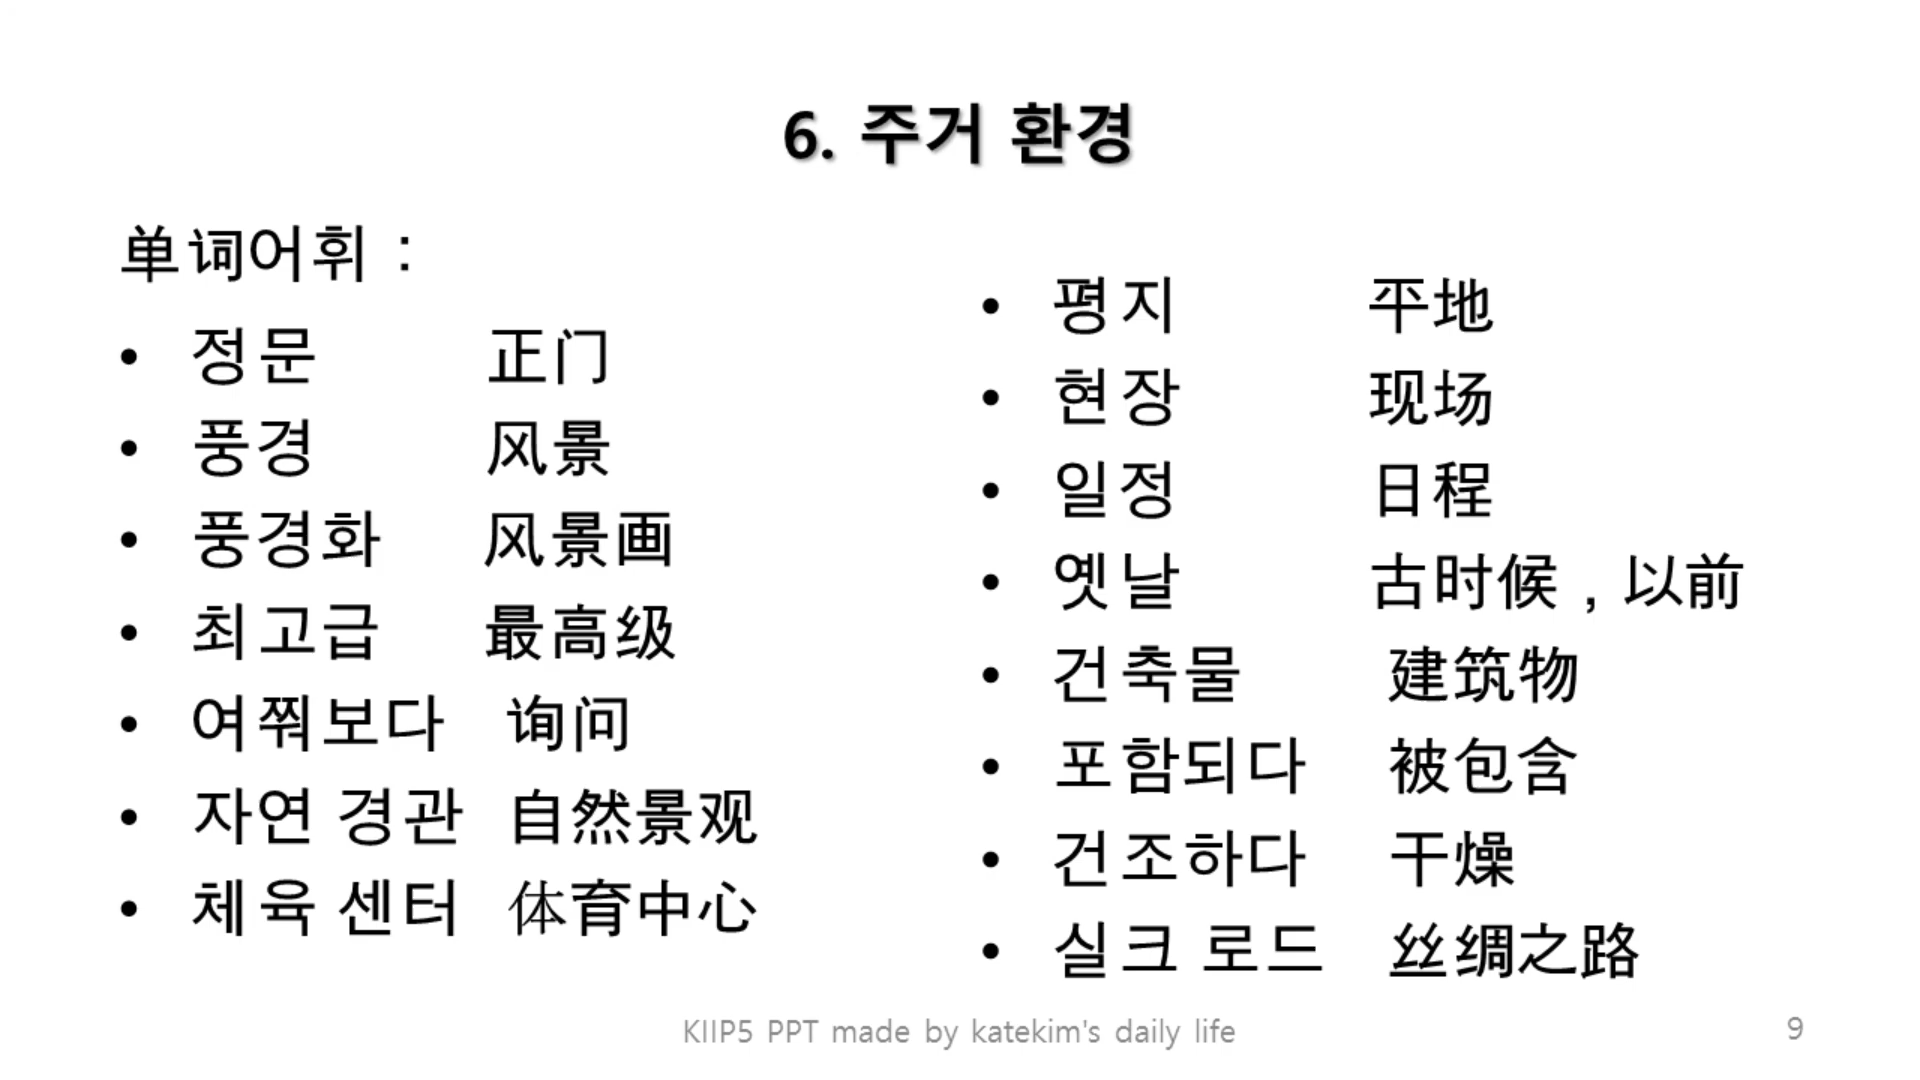 6. 주거 환경
单词어휘：
• 정문 正门
• 풍경 风景
• 풍경화 风景画
• 최고급 最高级
• 여쭤보다 询问
• 자연 경관 自然景观
• 체육 센터 体育中心
• 평지 平地
• 현장 现场
• 일정 日程
• 옛날 古时候，以前
• 건축물 建筑物
• 포함되다 被包含
• 건조하다 干燥
• 실크 로드 丝绸之路
KIIP5 PPT made by katekim's daily life
9